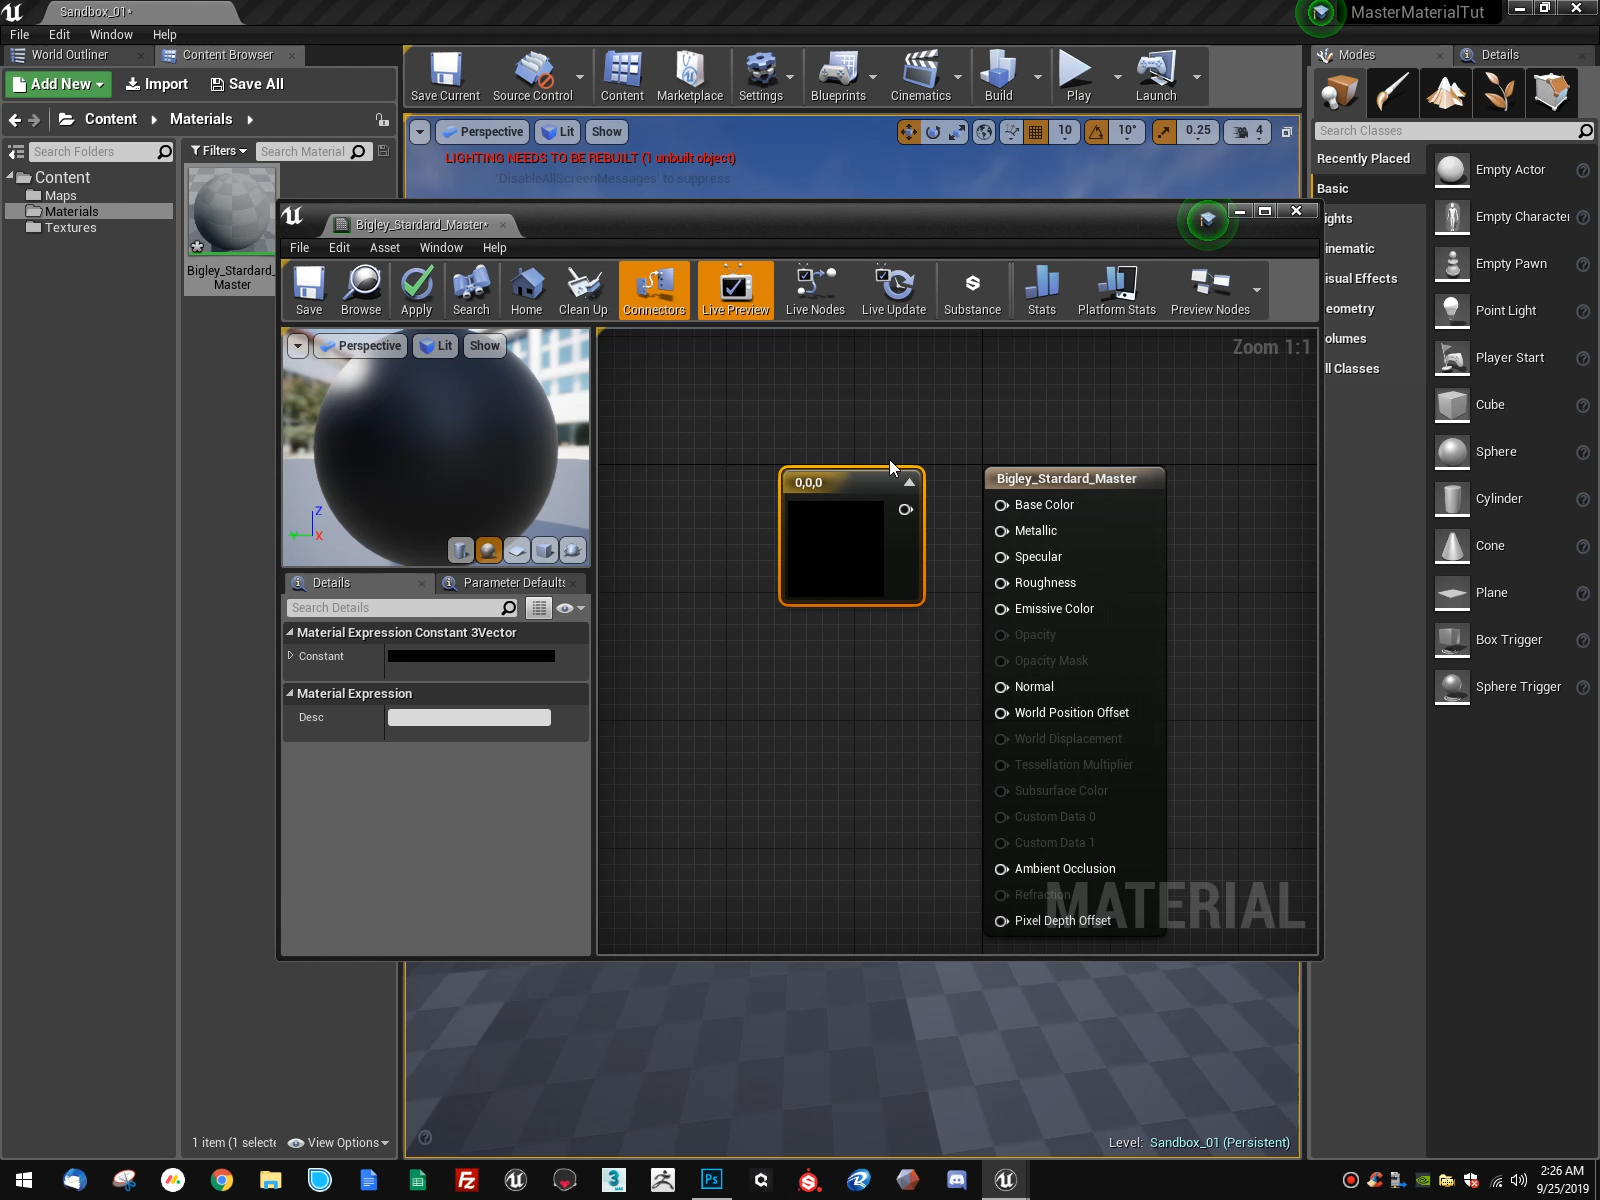 Sandbox_01*
MasterMaterialTut
File Edit Window Help
World Outliner
Content Browser
Add New
Import
Save All
Content
Materials
Search Folders
Filters
Search Material
Content
Maps
Materials
Textures
Bigley_Stardard_
Master
1 item (1 selecte
View Options
Save Current
Source Control
Content
Marketplace
Settings
Blueprints
Cinematics
Build
Play
Launch
Perspective
Lit
Show
10
10°
0.25
4
LIGHTING NEEDS TO BE REBUILT (1 unbuilt object)
'DisableAllScreenMessages' to suppress
Bigley_Stardard_Master*
File Edit Asset Window Help
Save
Browse
Apply
Search
Home
Clean Up
Connectors
Live Preview
Live Nodes
Live Update
Substance
Stats
Platform Stats
Preview Nodes
Perspective
Lit
Show
Z
Y
X
Details
Parameter Defaults
Search Details
Material Expression Constant 3Vector
Constant
Material Expression
Desc
Zoom 1:1
0,0,0
Bigley_Stardard_Master
Base Color
Metallic
Specular
Roughness
Emissive Color
Opacity
Opacity Mask
Normal
World Position Offset
World Displacement
Tessellation Multiplier
Subsurface Color
Custom Data 0
Custom Data 1
Ambient Occlusion
Refraction
Pixel Depth Offset
MATERIAL
Level: Sandbox_01 (Persistent)
Modes
Details
Search Classes
Recently Placed
Basic
ights
inematic
isual Effects
eometry
olumes
ll Classes
Empty Actor
Empty Character
Empty Pawn
Point Light
Player Start
Cube
Sphere
Cylinder
Cone
Plane
Box Trigger
Sphere Trigger
Fz
3
Ps
2:26 AM
9/25/2019